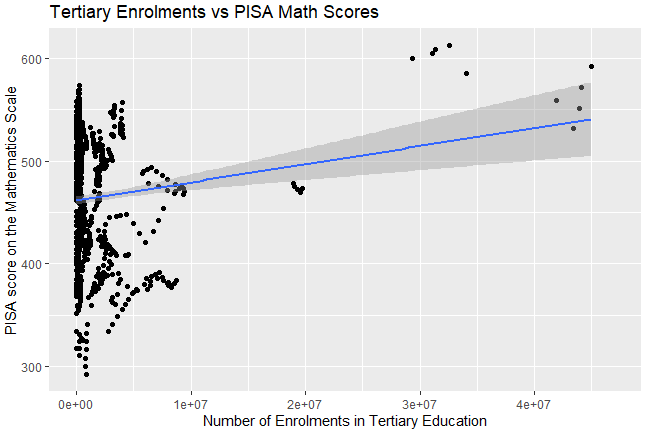 Tertiary Enrolments vs PISA Math Scores
PISA score on the Mathematics Scale
600
500
400
300
0e+00 1e+07 2e+07 3e+07 4e+07
Number of Enrolments in Tertiary Education